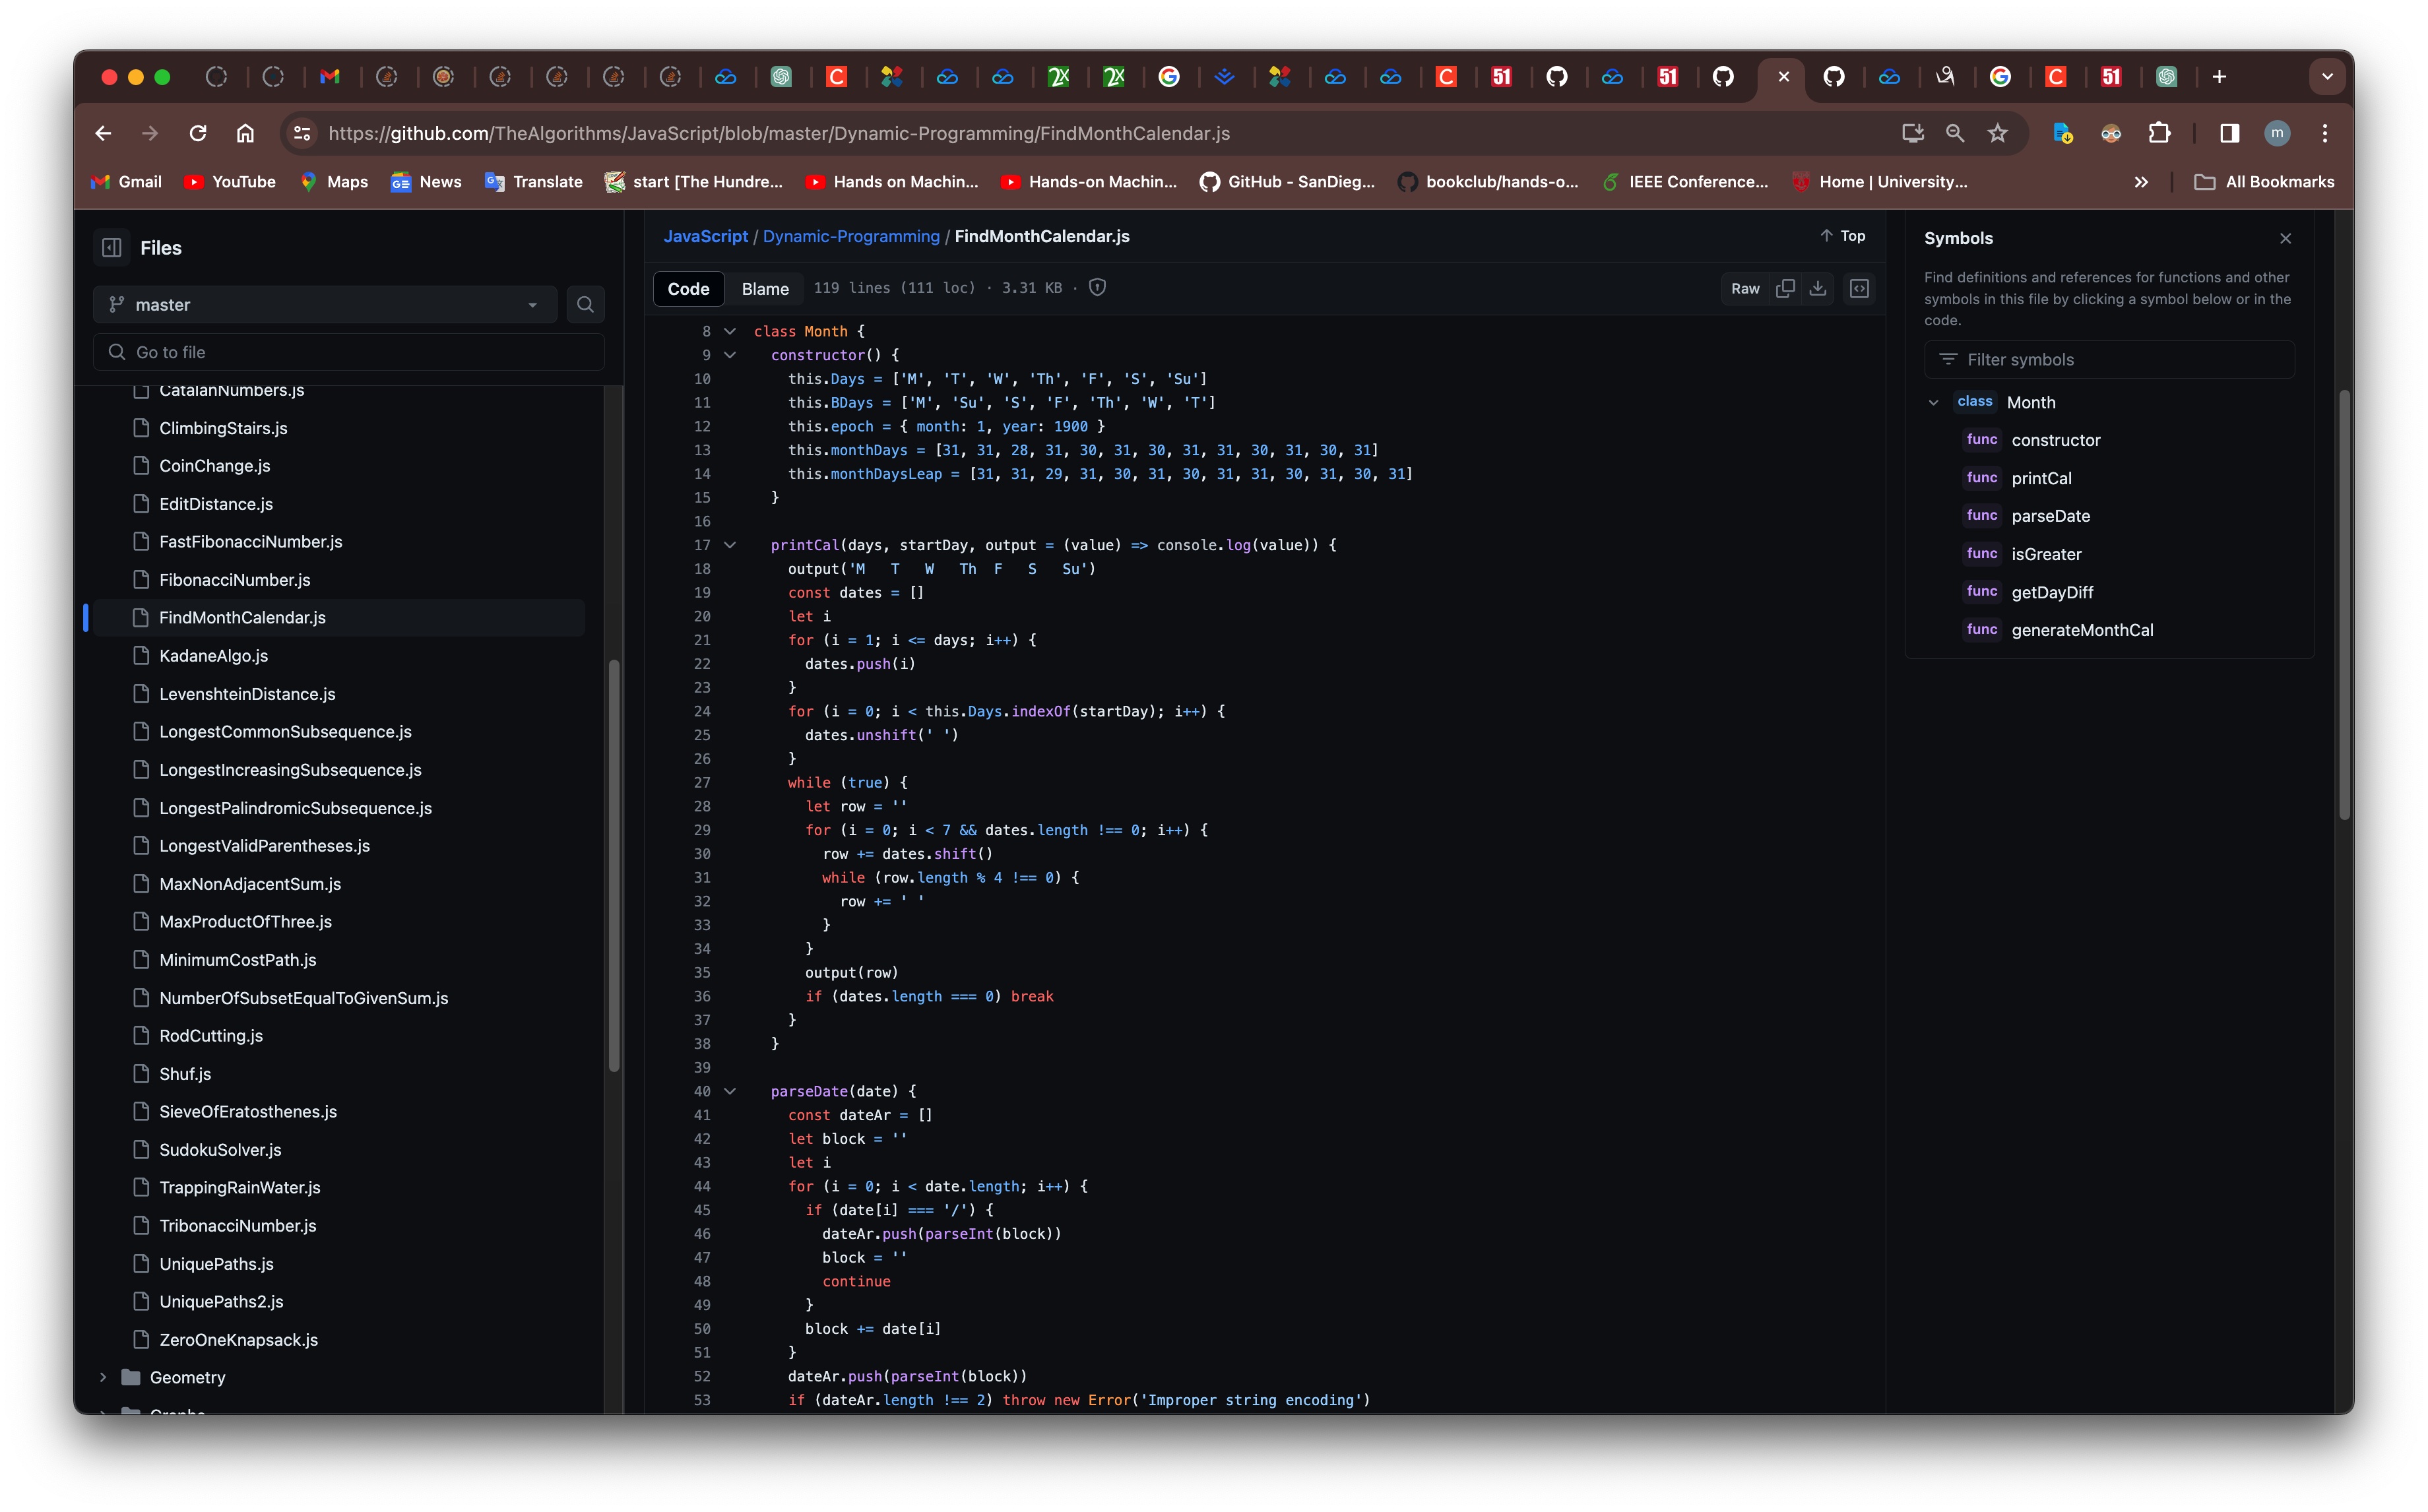 https://github.com/TheAlgorithms/JavaScript/blob/master/Dynamic-Programming/FindMonthCalendar.js
m
Gmail YouTube Maps News Translate start [The Hundre... Hands on Machin... Hands-on Machin... GitHub - SanDieg... bookclub/hands-o... IEEE Conference... Home | University... All Bookmarks
Files
master
Go to file
CatalanNumbers.js
ClimbingStairs.js
CoinChange.js
EditDistance.js
FastFibonacciNumber.js
FibonacciNumber.js
FindMonthCalendar.js
KadaneAlgo.js
LevenshteinDistance.js
LongestCommonSubsequence.js
LongestIncreasingSubsequence.js
LongestPalindromicSubsequence.js
LongestValidParentheses.js
MaxNonAdjacentSum.js
MaxProductOfThree.js
MinimumCostPath.js
NumberOfSubsetEqualToGivenSum.js
RodCutting.js
Shuf.js
SieveOfEratosthenes.js
SudokuSolver.js
TrappingRainWater.js
TribonacciNumber.js
UniquePaths.js
UniquePaths2.js
ZeroOneKnapsack.js
Geometry
JavaScript / Dynamic-Programming / FindMonthCalendar.js
Top
Code Blame 119 lines (111 loc) · 3.31 KB ·
Raw
8 class Month {
9 constructor() {
10 this.Days = ['M', 'T', 'W', 'Th', 'F', 'S', 'Su']
11 this.BDays = ['M', 'Su', 'S', 'F', 'Th', 'W', 'T']
12 this.epoch = { month: 1, year: 1900 }
13 this.monthDays = [31, 31, 28, 31, 30, 31, 30, 31, 31, 30, 31, 30, 31]
14 this.monthDaysLeap = [31, 31, 29, 31, 30, 31, 30, 31, 31, 30, 31, 30, 31]
15 }
16
17 printCal(days, startDay, output = (value) => console.log(value)) {
18 output('M   T   W   Th  F   S   Su')
19 const dates = []
20 let i
21 for (i = 1; i <= days; i++) {
22 dates.push(i)
23 }
24 for (i = 0; i < this.Days.indexOf(startDay); i++) {
25 dates.unshift(' ')
26 }
27 while (true) {
28 let row = ''
29 for (i = 0; i < 7 && dates.length !== 0; i++) {
30 row += dates.shift()
31 while (row.length % 4 !== 0) {
32 row += ' '
33 }
34 }
35 output(row)
36 if (dates.length === 0) break
37 }
38 }
39
40 parseDate(date) {
41 const dateAr = []
42 let block = ''
43 let i
44 for (i = 0; i < date.length; i++) {
45 if (date[i] === '/') {
46 dateAr.push(parseInt(block))
47 block = ''
48 continue
49 }
50 block += date[i]
51 }
52 dateAr.push(parseInt(block))
53 if (dateAr.length !== 2) throw new Error('Improper string encoding')
Symbols
Find definitions and references for functions and other
symbols in this file by clicking a symbol below or in the
code.
Filter symbols
class Month
func constructor
func printCal
func parseDate
func isGreater
func getDayDiff
func generateMonthCal